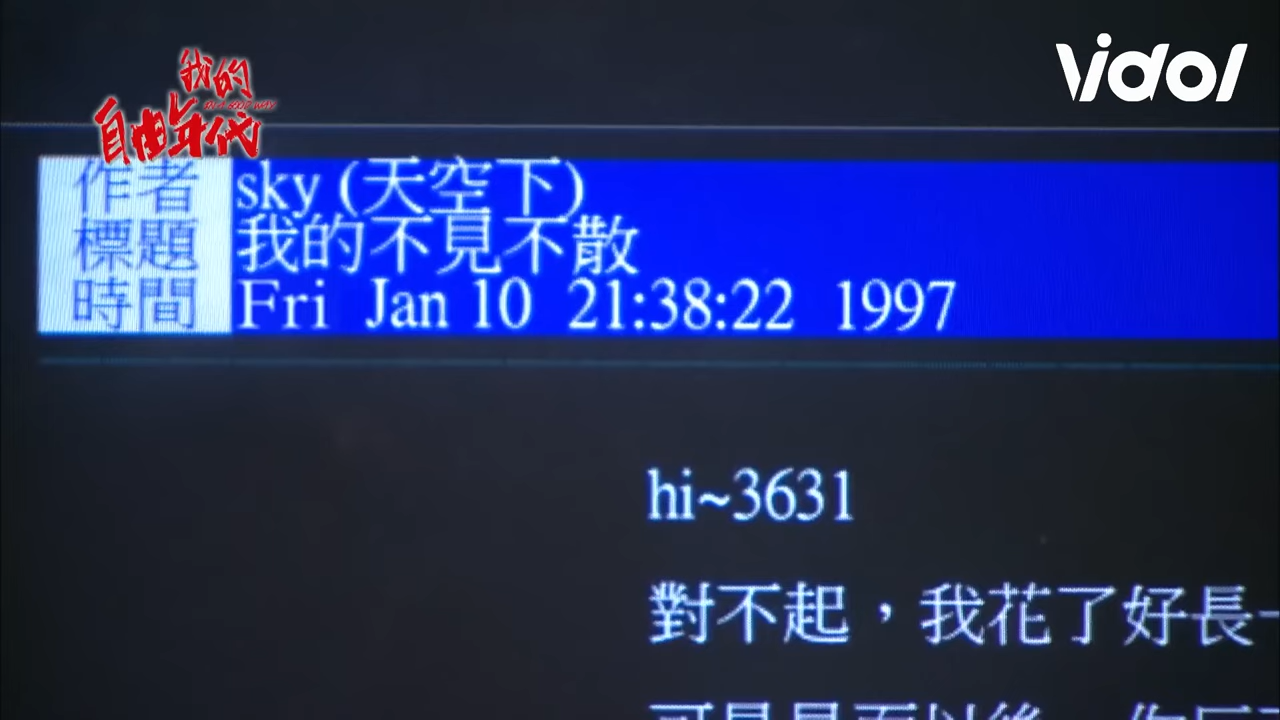 我的
自由年代
Vidol
作者 sky (天空下)
標題 我的不見不散
時間 Fri Jan 10 21:38:22 1997
hi~3631
對不起，我花了好長